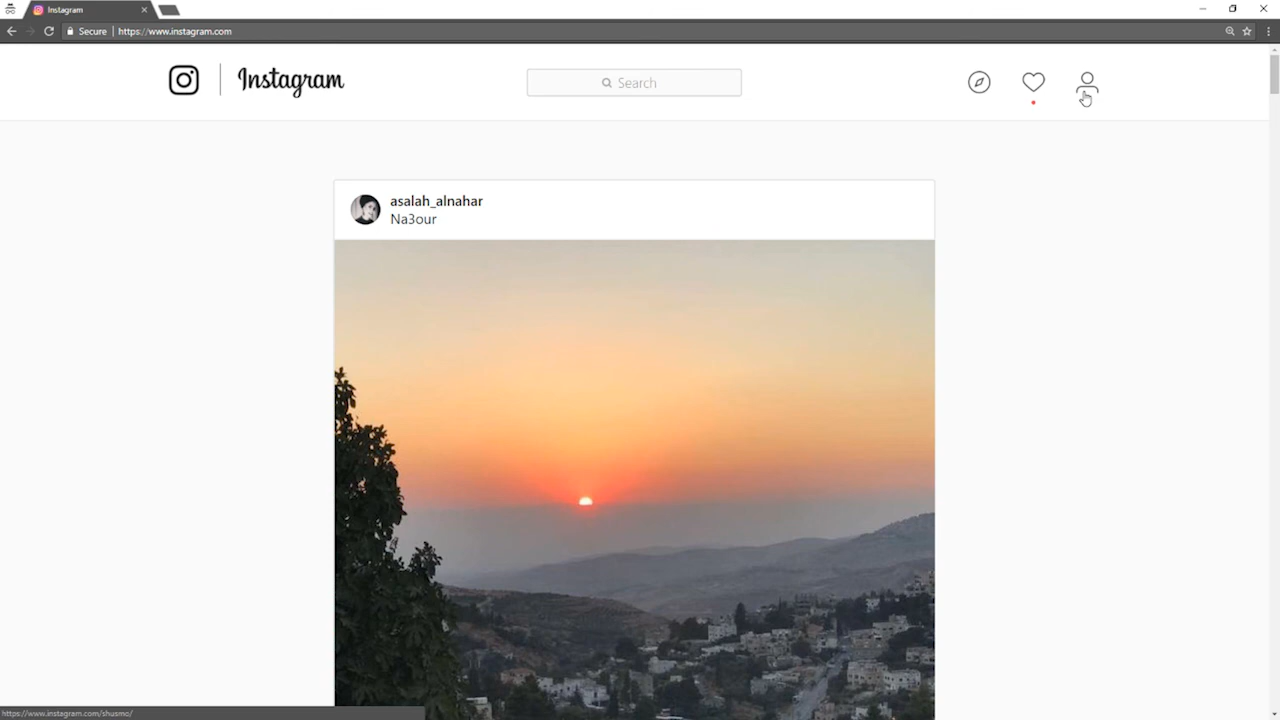 Instagram
Secure | https://www.instagram.com
Instagram
Search
asalah_alnahar
Na3our
https://www.instagram.com/shusmo/